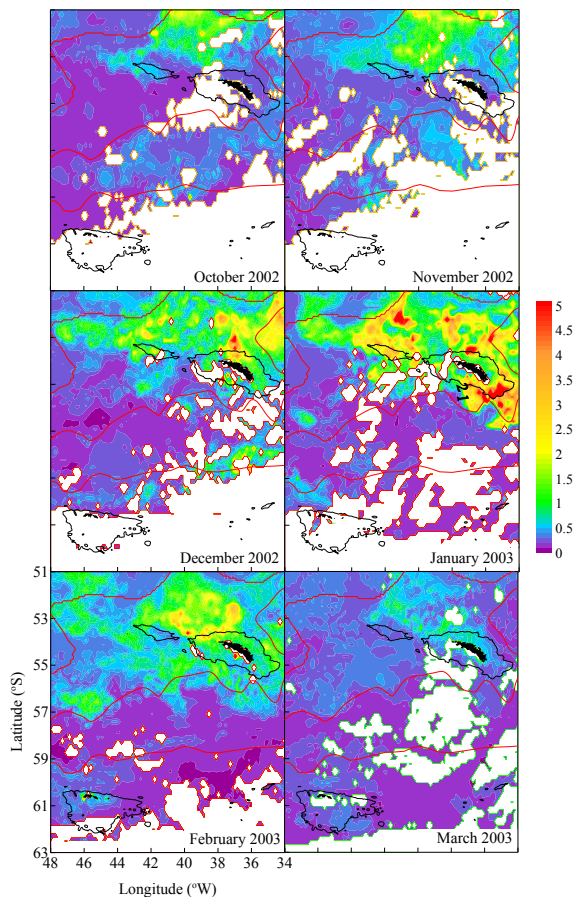 October 2002
November 2002
December 2002
January 2003
5
4.5
4
3.5
3
2.5
2
1.5
1
0.5
0
51
53
55
57
59
61
63
Latitude (ºS)
February 2003
March 2003
48 46 44 42 40 38 36 34
Longitude (ºW)